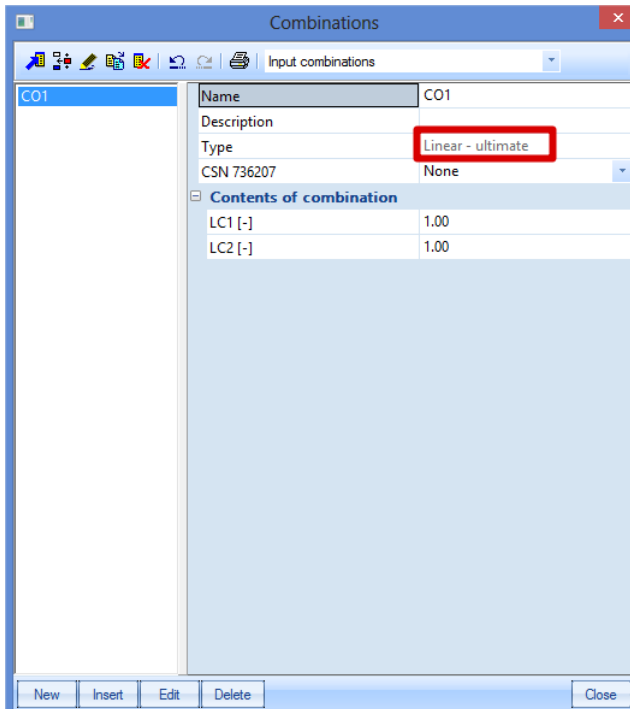 Combinations
Input combinations
CO1
Name CO1
Description
Type Linear - ultimate
CSN 736207 None
Contents of combination
LC1 [-] 1.00
LC2 [-] 1.00
New Insert Edit Delete Close